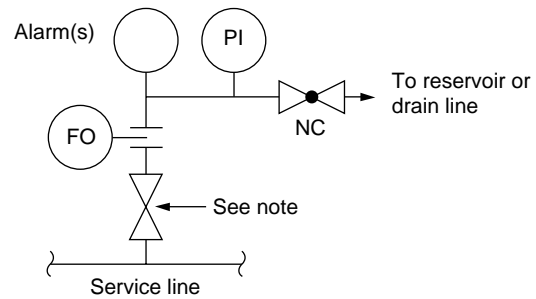 Alarm(s)
PI
To reservoir or
drain line
NC
FO
See note
Service line